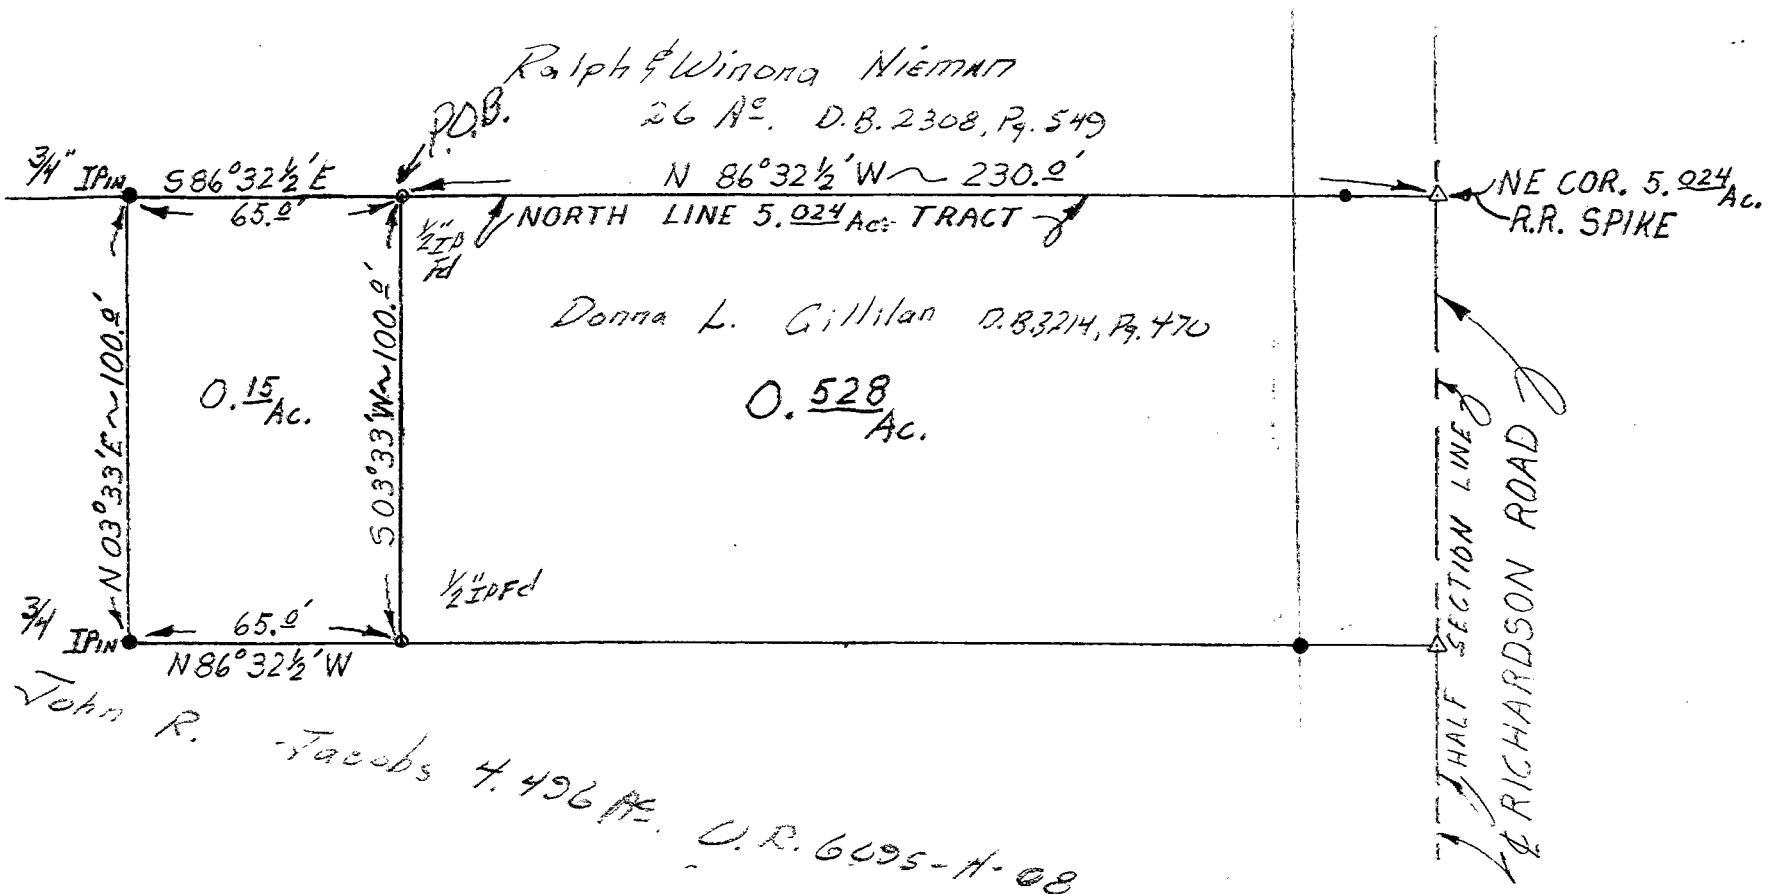 Ralph & Winona Nieman
26 Ac. D.B. 2308, Pg. 549
P.O.B.
3/4" IPIN
S86°32½'E
65.0'
N 86°32½'W ~ 230.0'
NORTH LINE 5.024 Ac. TRACT
½" IP Fd
NE COR. 5.024 Ac.
R.R. SPIKE
Donna L. Gillilan D.B.3214, Pg. 470
N 03°33'E ~ 100.0'
0.15 Ac.
S 03°33'W ~ 100.0'
0.528 Ac.
HALF SECTION LINE
℄ RICHARDSON ROAD
½" IPFd
3/4 IPIN
65.0'
N86°32½'W
John R. Jacobs 4.496 Ac. O.R. 6095-H-08